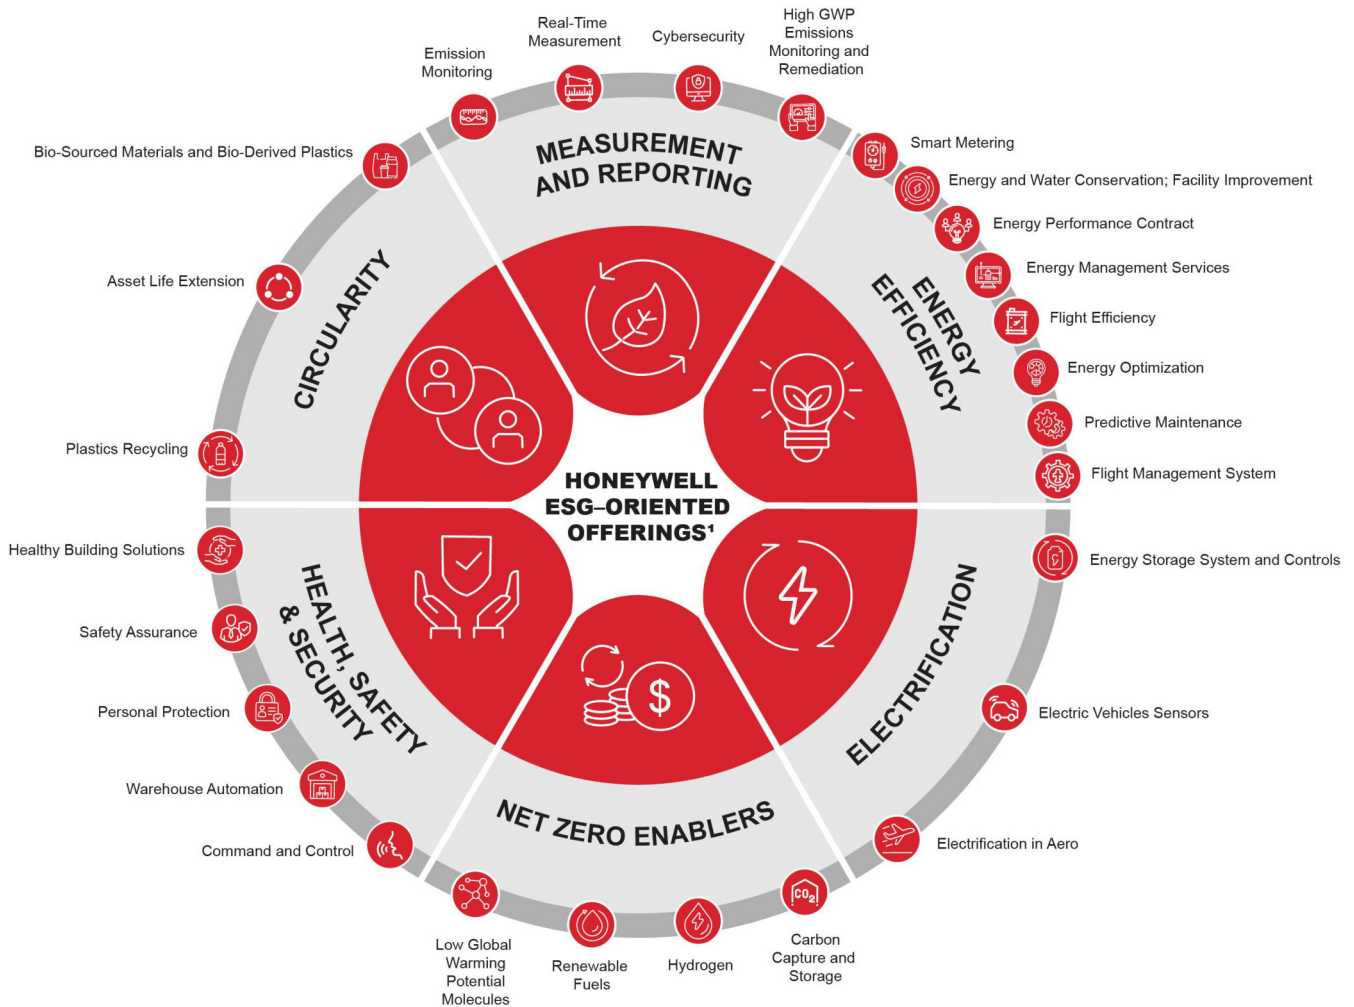 HONEYWELL
ESG–ORIENTED
OFFERINGS¹
MEASUREMENT
AND REPORTING
Emission
Monitoring
Real-Time
Measurement
Cybersecurity
High GWP
Emissions
Monitoring and
Remediation
ENERGY
EFFICIENCY
Smart Metering
Energy and Water Conservation; Facility Improvement
Energy Performance Contract
Energy Management Services
Flight Efficiency
Energy Optimization
Predictive Maintenance
Flight Management System
ELECTRIFICATION
Energy Storage System and Controls
Electric Vehicles Sensors
Electrification in Aero
NET ZERO ENABLERS
$
CO2
Carbon
Capture and
Storage
Hydrogen
Renewable
Fuels
Low Global
Warming
Potential
Molecules
HEALTH, SAFETY
& SECURITY
Command and Control
Warehouse Automation
Personal Protection
Safety Assurance
Healthy Building Solutions
CIRCULARITY
Plastics Recycling
Asset Life Extension
Bio-Sourced Materials and Bio-Derived Plastics